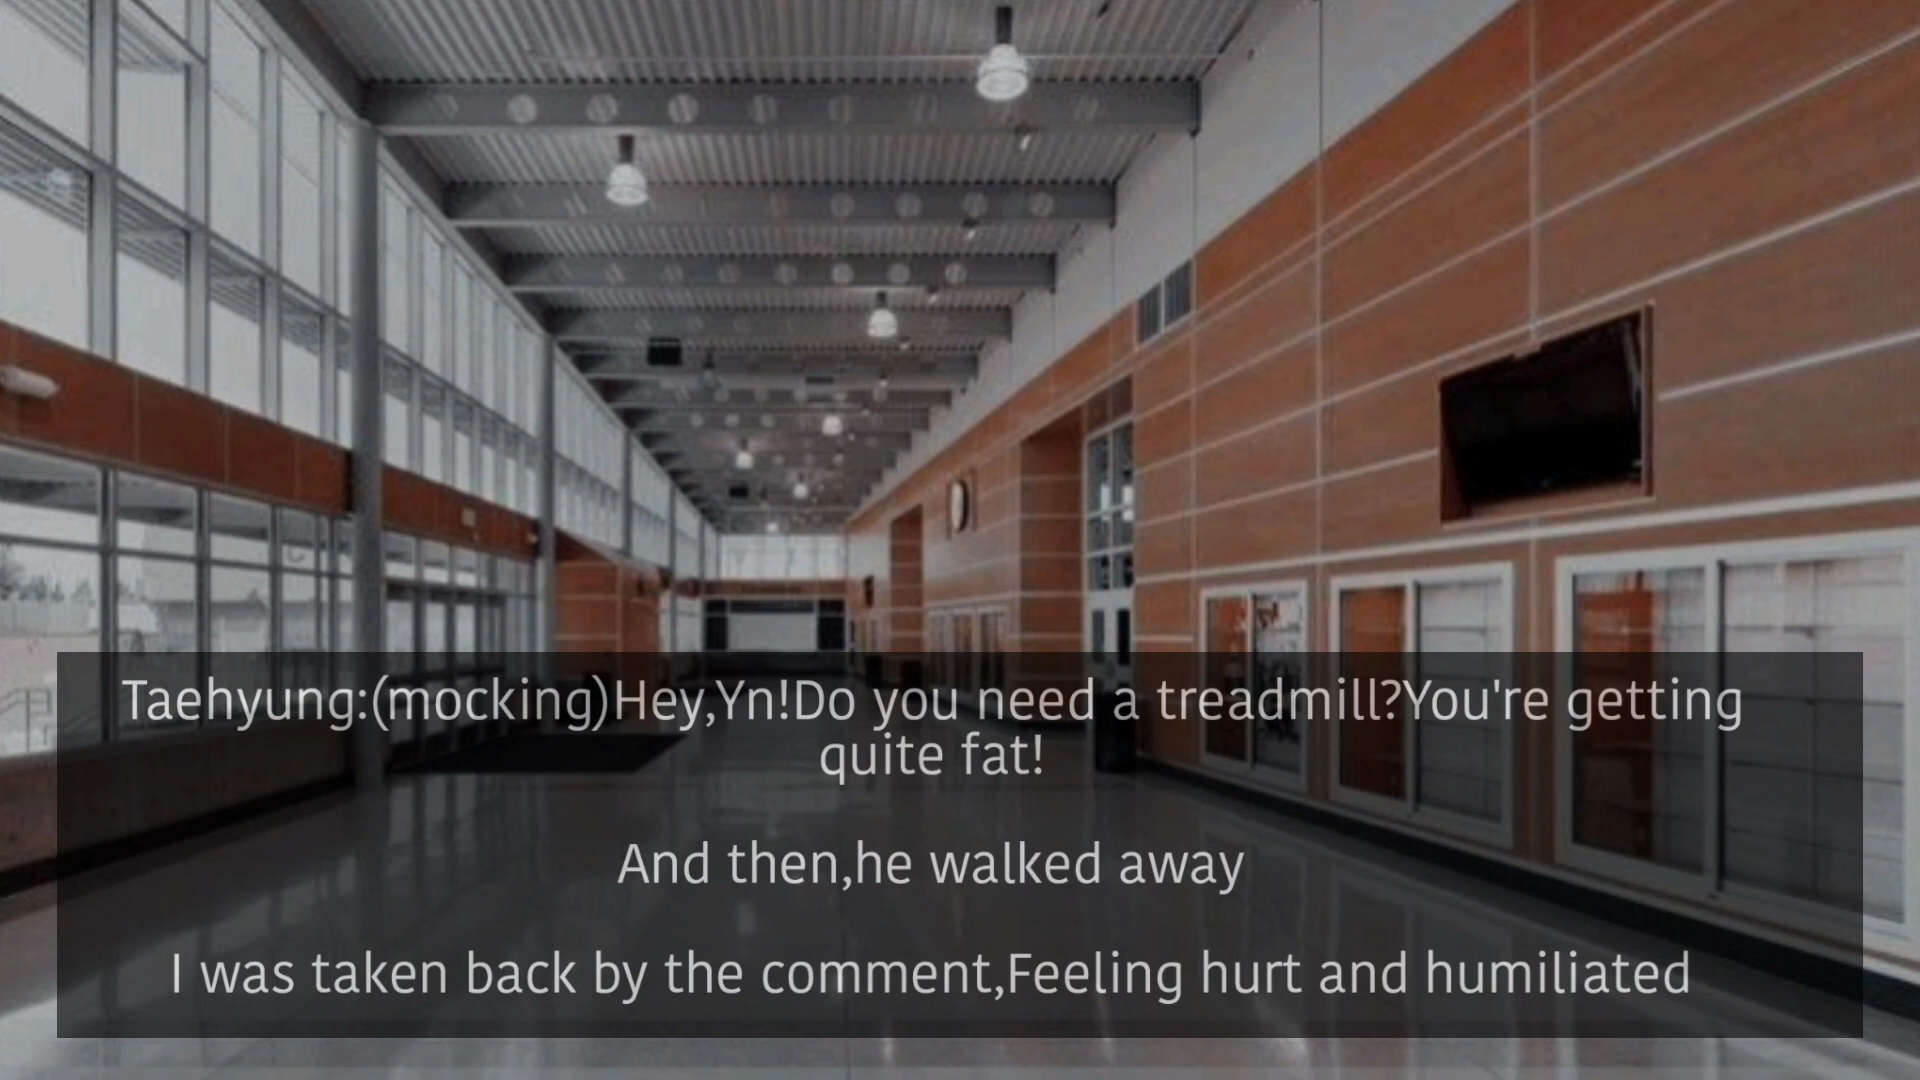 Taehyung:(mocking)Hey,Yn!Do you need a treadmill?You're getting
quite fat!
And then,he walked away
I was taken back by the comment,Feeling hurt and humiliated